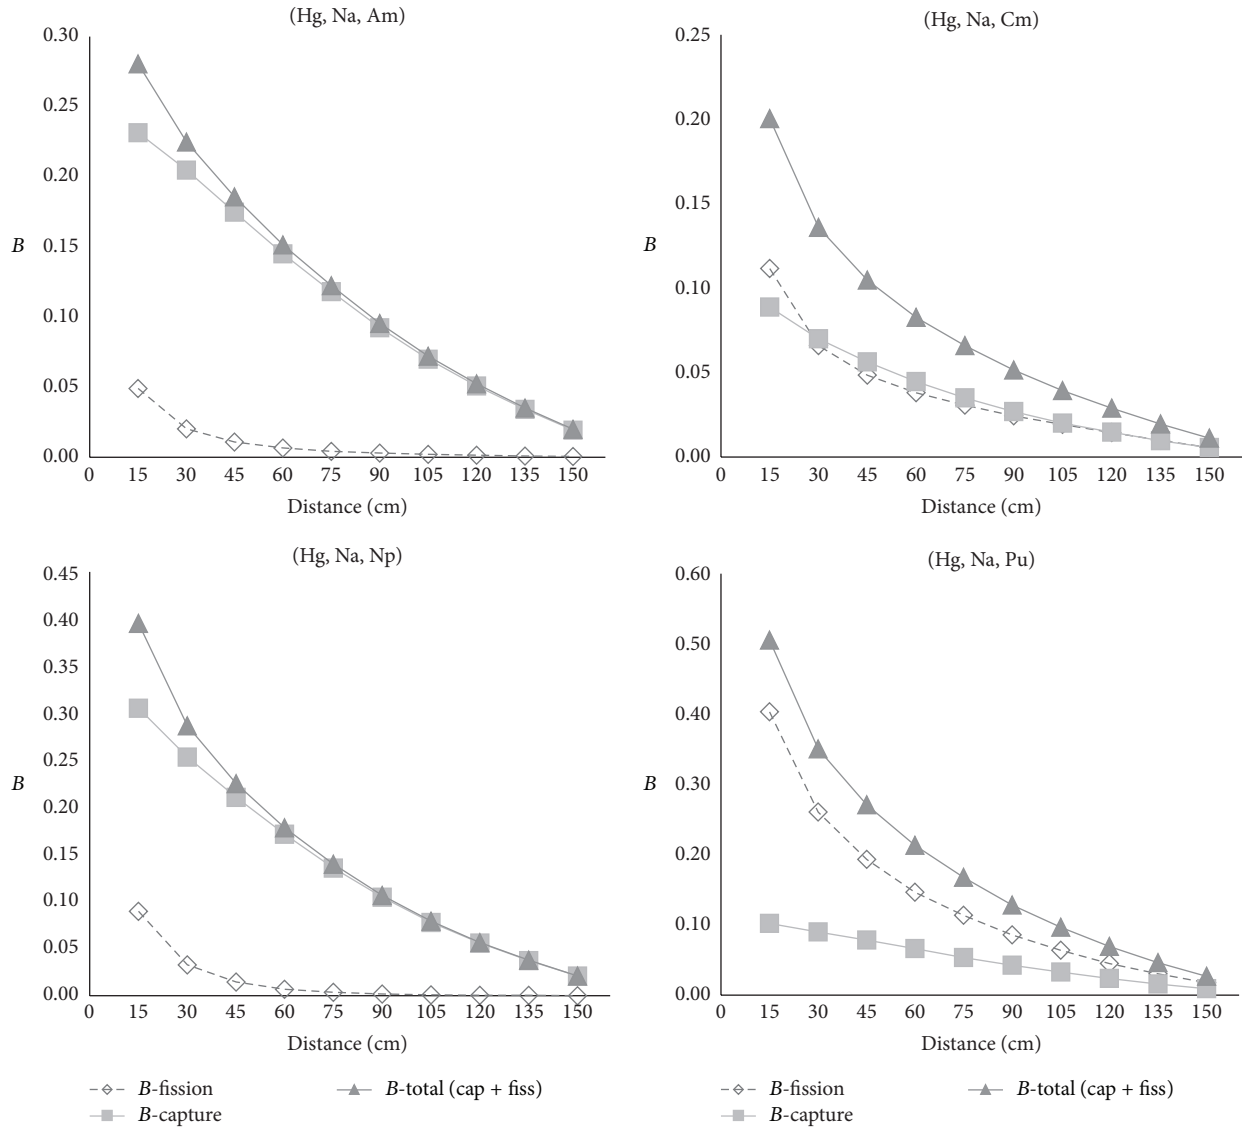 (Hg, Na, Am)
0.30
0.25
0.20
0.15
0.10
0.05
0.00
B
0 15 30 45 60 75 90 105 120 135 150
Distance (cm)
(Hg, Na, Cm)
0.25
0.20
0.15
0.10
0.05
0.00
B
0 15 30 45 60 75 90 105 120 135 150
Distance (cm)
(Hg, Na, Np)
0.45
0.40
0.35
0.30
0.25
0.20
0.15
0.10
0.05
0.00
B
0 15 30 45 60 75 90 105 120 135 150
Distance (cm)
(Hg, Na, Pu)
0.60
0.50
0.40
0.30
0.20
0.10
0.00
B
0 15 30 45 60 75 90 105 120 135 150
Distance (cm)
B-fission
B-capture
B-total (cap + fiss)
B-fission
B-capture
B-total (cap + fiss)